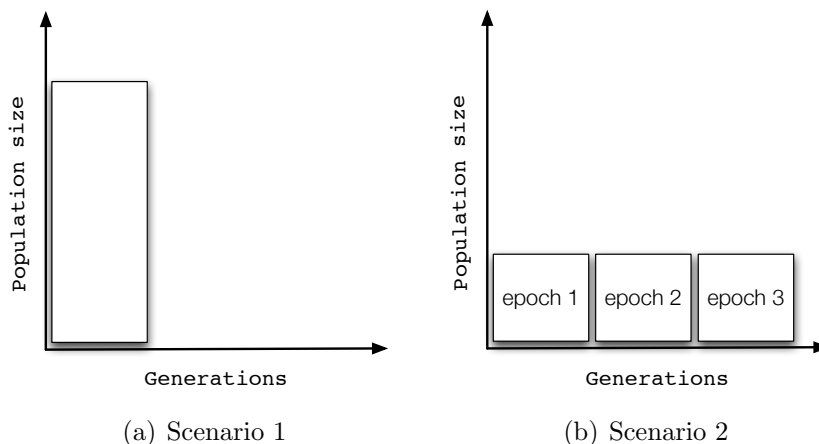 Population size
Generations
(a) Scenario 1
Population size
epoch 1 epoch 2 epoch 3
Generations
(b) Scenario 2